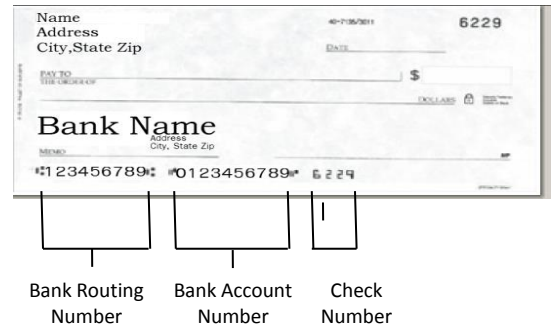 Name
Address
City,State Zip
6229
DATE
PAY TO
THE ORDER OF
$
DOLLARS
Bank Name
Address
City, State Zip
MEMO
MP
⑆123456789⑆ ⑈0123456789⑈ 6229
Bank Routing
Number
Bank Account
Number
Check
Number